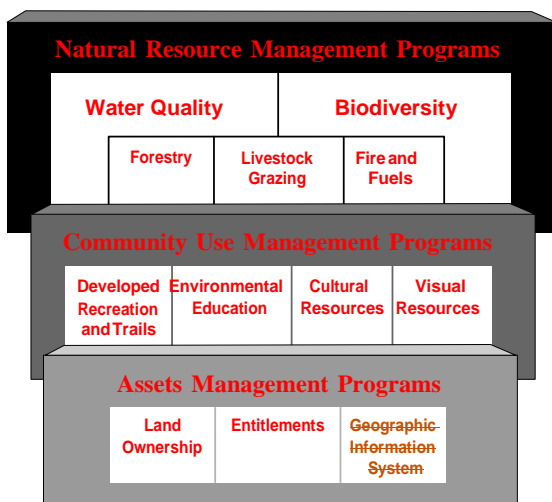 Natural Resource Management Programs
Water Quality
Biodiversity
Forestry
Livestock
Grazing
Fire and
Fuels
Community Use Management Programs
Developed
Recreation
and Trails
Environmental
Education
Cultural
Resources
Visual
Resources
Assets Management Programs
Land
Ownership
Entitlements
Geographic
Information
System